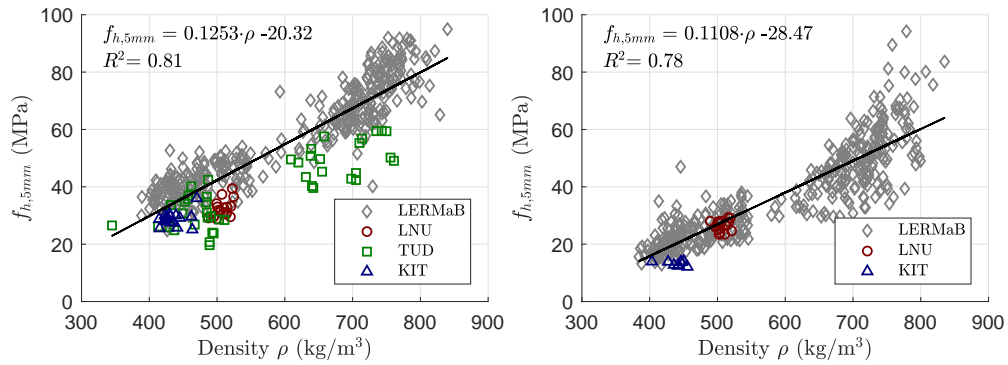 f_{h,5mm} = 0.1253·ρ -20.32
R²= 0.81
100
80
60
40
20
0
f_{h,5mm} (MPa)
LERMaB
LNU
TUD
KIT
300 400 500 600 700 800 900
Density ρ (kg/m³)
f_{h,5mm} = 0.1108·ρ -28.47
R²= 0.78
100
80
60
40
20
0
f_{h,5mm} (MPa)
LERMaB
LNU
KIT
300 400 500 600 700 800 900
Density ρ (kg/m³)